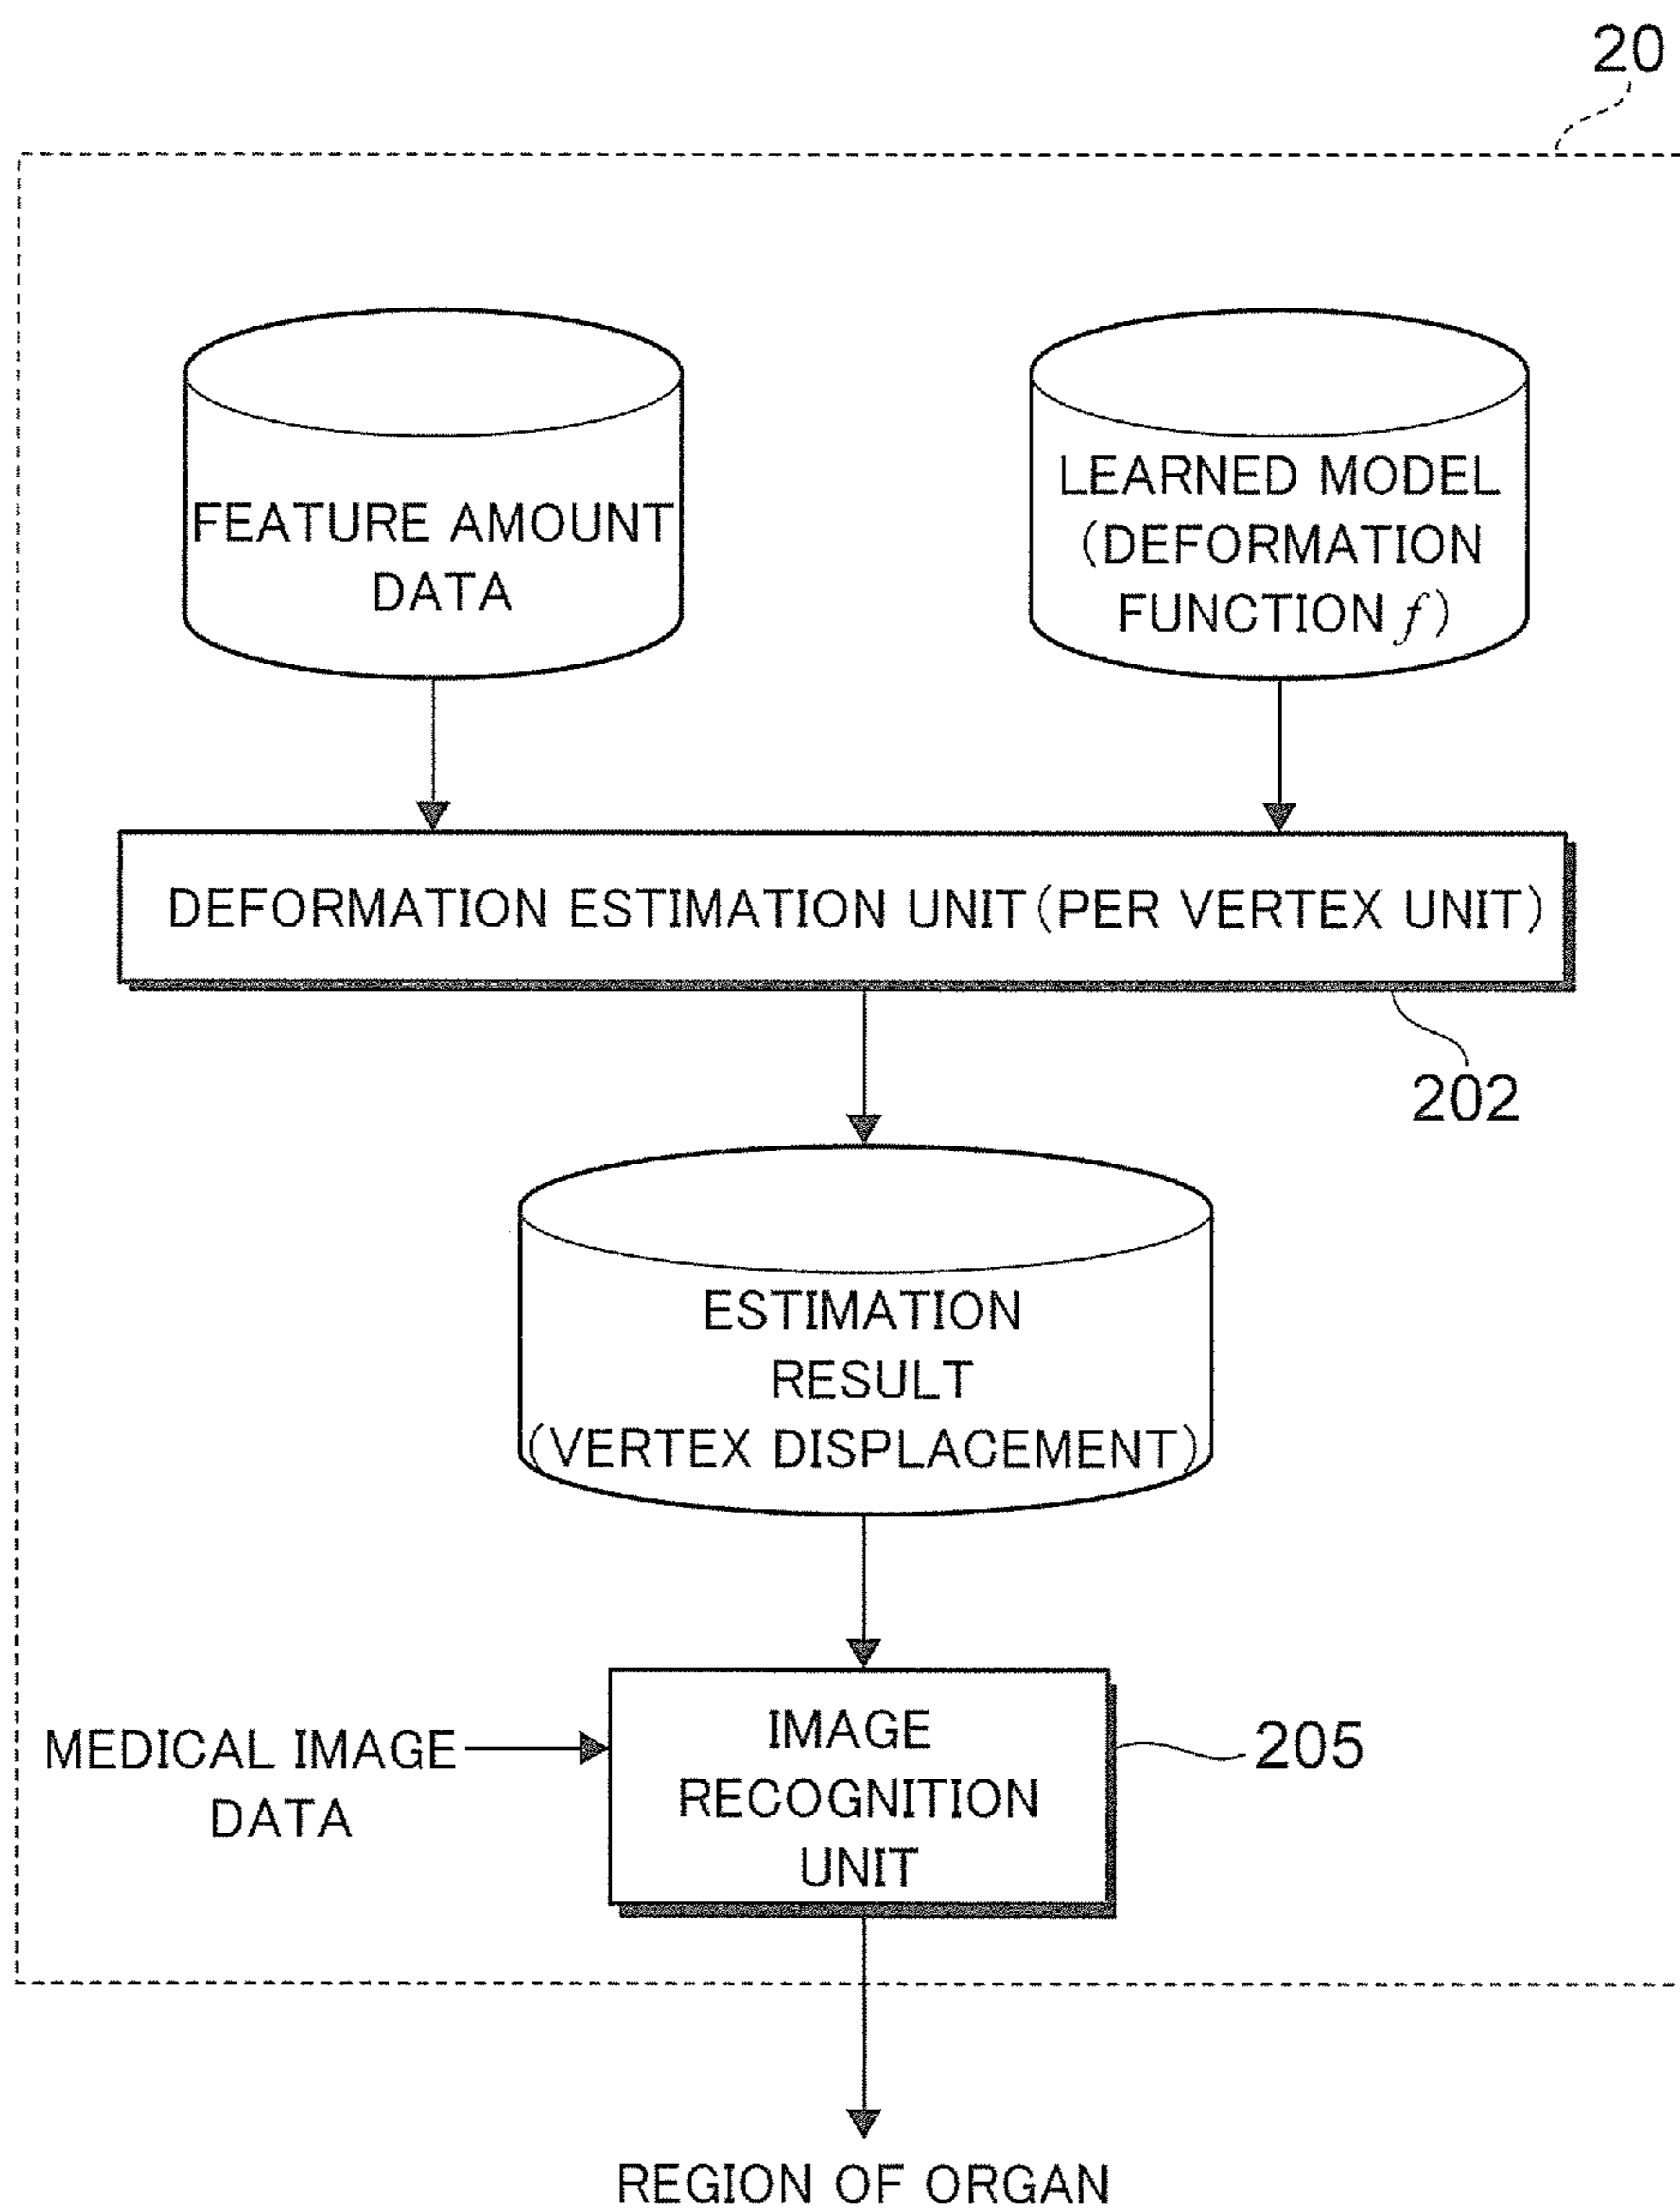 20
FEATURE AMOUNT
DATA
LEARNED MODEL
(DEFORMATION
FUNCTION f)
DEFORMATION ESTIMATION UNIT (PER VERTEX UNIT)
202
ESTIMATION
RESULT
(VERTEX DISPLACEMENT)
MEDICAL IMAGE
DATA
IMAGE
RECOGNITION
UNIT
205
REGION OF ORGAN